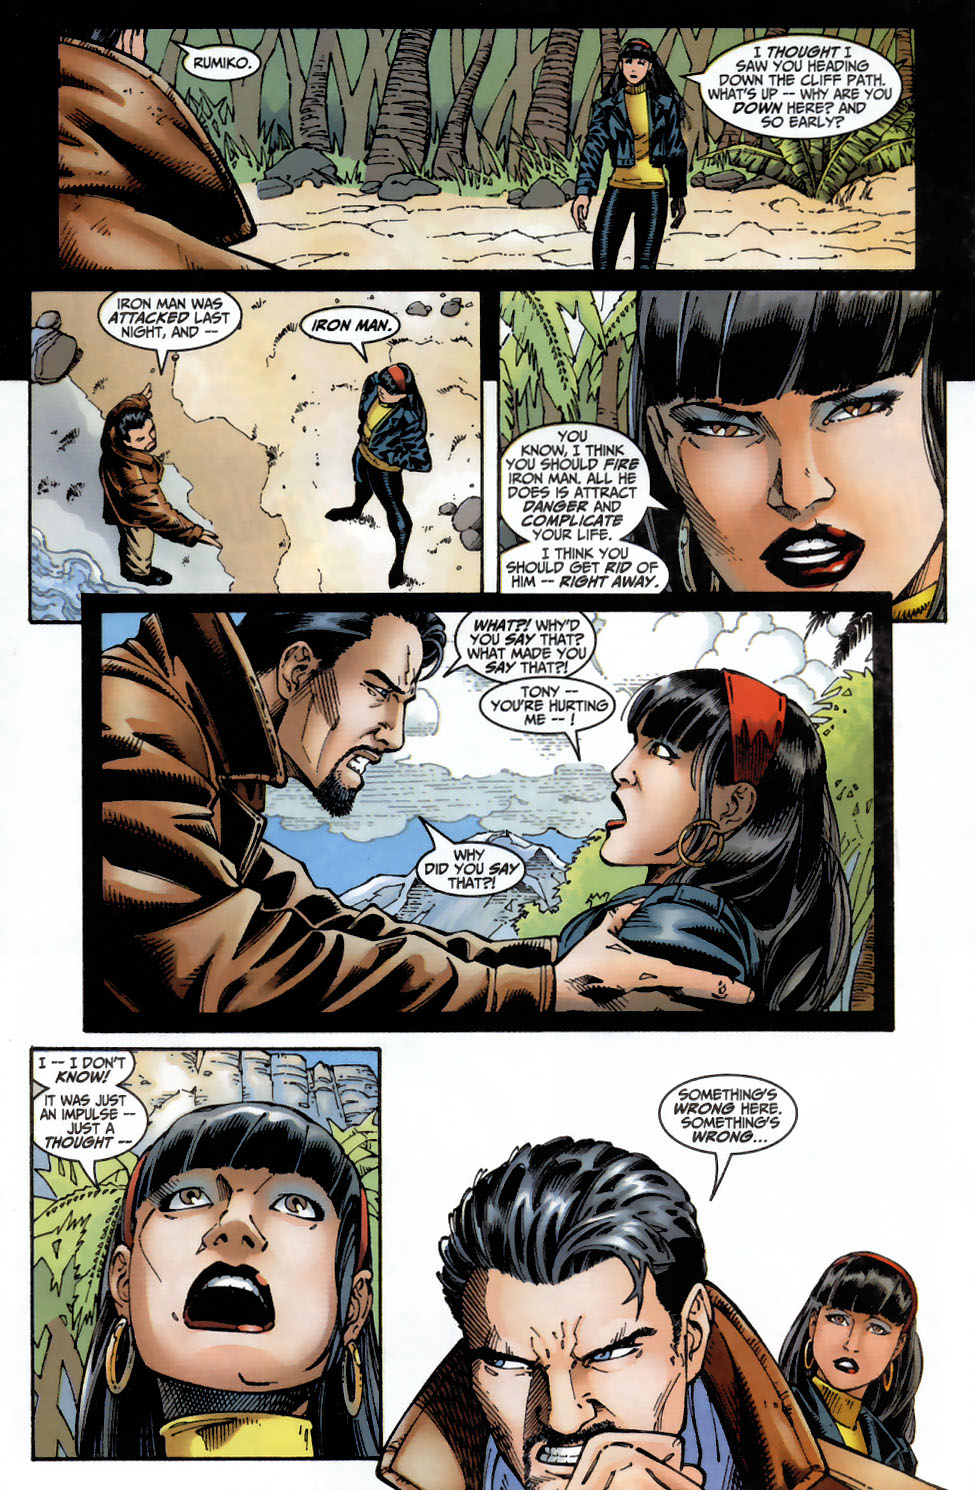 RUMIKO.
I THOUGHT I
SAW YOU HEADING
DOWN THE CLIFF PATH.
WHAT'S UP -- WHY ARE YOU
DOWN HERE? AND
SO EARLY?
IRON MAN WAS
ATTACKED LAST
NIGHT, AND --
IRON MAN.
YOU
KNOW, I THINK
YOU SHOULD FIRE
IRON MAN. ALL HE
DOES IS ATTRACT
DANGER AND
COMPLICATE
YOUR LIFE.
I THINK YOU
SHOULD GET RID OF
HIM -- RIGHT AWAY.
WHAT?! WHY'D
YOU SAY THAT?
WHAT MADE YOU
SAY THAT?!
TONY --
YOU'RE HURTING
ME -- !
WHY
DID YOU SAY
THAT?!
I -- I DON'T
KNOW!
IT WAS JUST
AN IMPULSE --
JUST A
THOUGHT --
SOMETHING'S
WRONG HERE.
SOMETHING'S
WRONG...